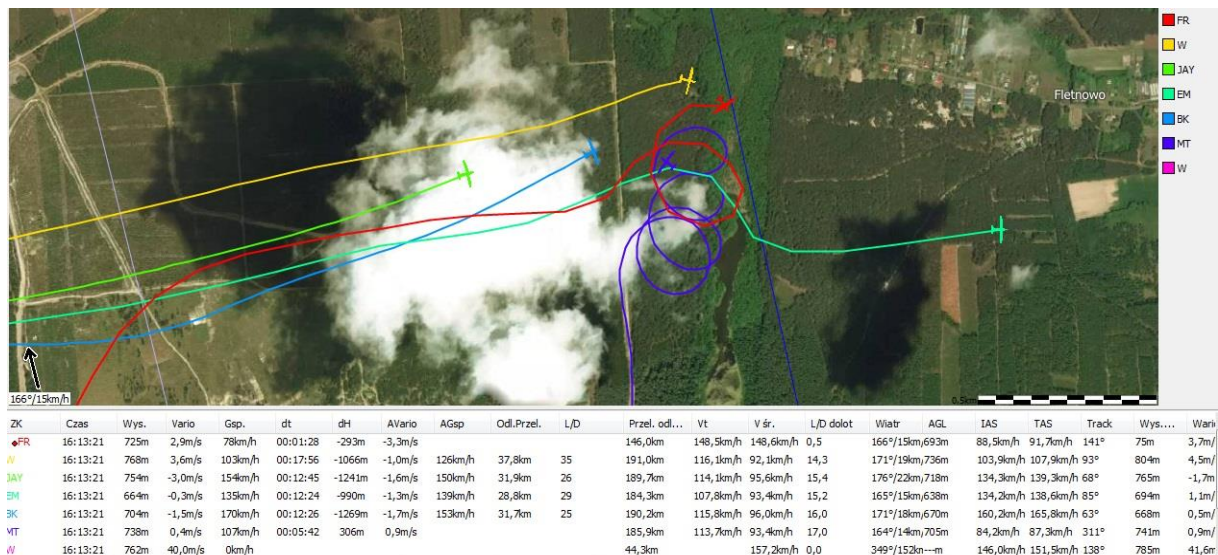 FR
W
JAY
EM
BK
MT
W
Fletnowo
166°/15km/h
0.5km
ZK Czas Wys. Vario Gsp. dt dH AVario AGsp Odl.Przel. L/D Przel. odl... Vt V śr. L/D dolot Wiatr AGL IAS TAS Track Wys.... Wari
FR 16:13:21 725m 2,9m/s 78km/h 00:01:28 -293m -3,3m/s 146,0km 148,5km/h 148,6km/h 0,5 166°/15km/ 693m 88,5km/h 91,7km/h 141° 75m 3,7m/
W 16:13:21 768m 3,6m/s 103km/h 00:17:56 -1066m -1,0m/s 126km/h 37,8km 35 191,0km 116,1km/h 92,1km/h 14,3 171°/19km/ 736m 103,9km/h 107,9km/h 93° 804m 4,5m/
JAY 16:13:21 754m -3,0m/s 154km/h 00:12:45 -1241m -1,6m/s 150km/h 31,9km 26 189,7km 114,1km/h 95,6km/h 15,4 176°/22km/ 718m 134,3km/h 139,3km/h 68° 765m -1,7m
EM 16:13:21 664m -0,3m/s 135km/h 00:12:24 -990m -1,3m/s 139km/h 28,8km 29 184,3km 107,8km/h 93,4km/h 15,2 165°/15km/ 638m 134,2km/h 138,6km/h 85° 694m 1,1m/
BK 16:13:21 704m -1,5m/s 170km/h 00:12:26 -1269m -1,7m/s 153km/h 31,7km 25 190,2km 115,8km/h 96,0km/h 16,0 171°/18km/ 670m 160,2km/h 165,8km/h 63° 668m 0,5m/
MT 16:13:21 738m 0,4m/s 107km/h 00:05:42 306m 0,9m/s 185,9km 113,7km/h 93,4km/h 17,0 164°/14km/ 705m 84,2km/h 87,3km/h 311° 741m 0,9m/
W 16:13:21 762m 40,0m/s 0km/h 44,3km 157,2km/h 0,0 349°/152kn ---m 146,0km/h 151,5km/h 138° 785m 41,6m